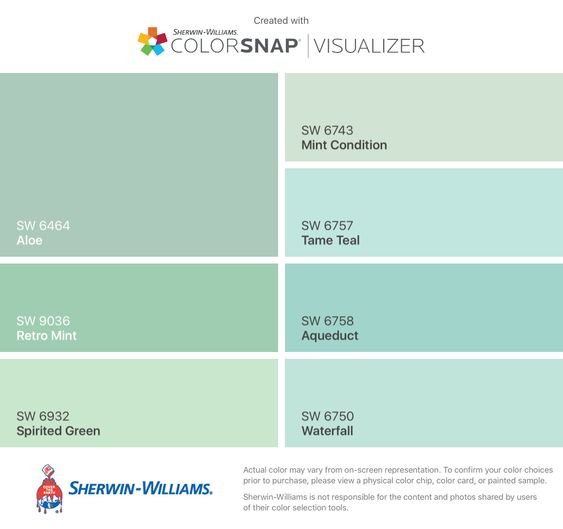 Created with
SHERWIN-WILLIAMS.
COLORSNAP® | VISUALIZER
SW 6464
Aloe
SW 6743
Mint Condition
SW 6757
Tame Teal
SW 9036
Retro Mint
SW 6758
Aqueduct
SW 6932
Spirited Green
SW 6750
Waterfall
COVER THE EARTH
SHERWIN-WILLIAMS.
Actual color may vary from on-screen representation. To confirm your color choices
prior to purchase, please view a physical color chip, color card, or painted sample.
Sherwin-Williams is not responsible for the content and photos shared by users
of their color selection tools.